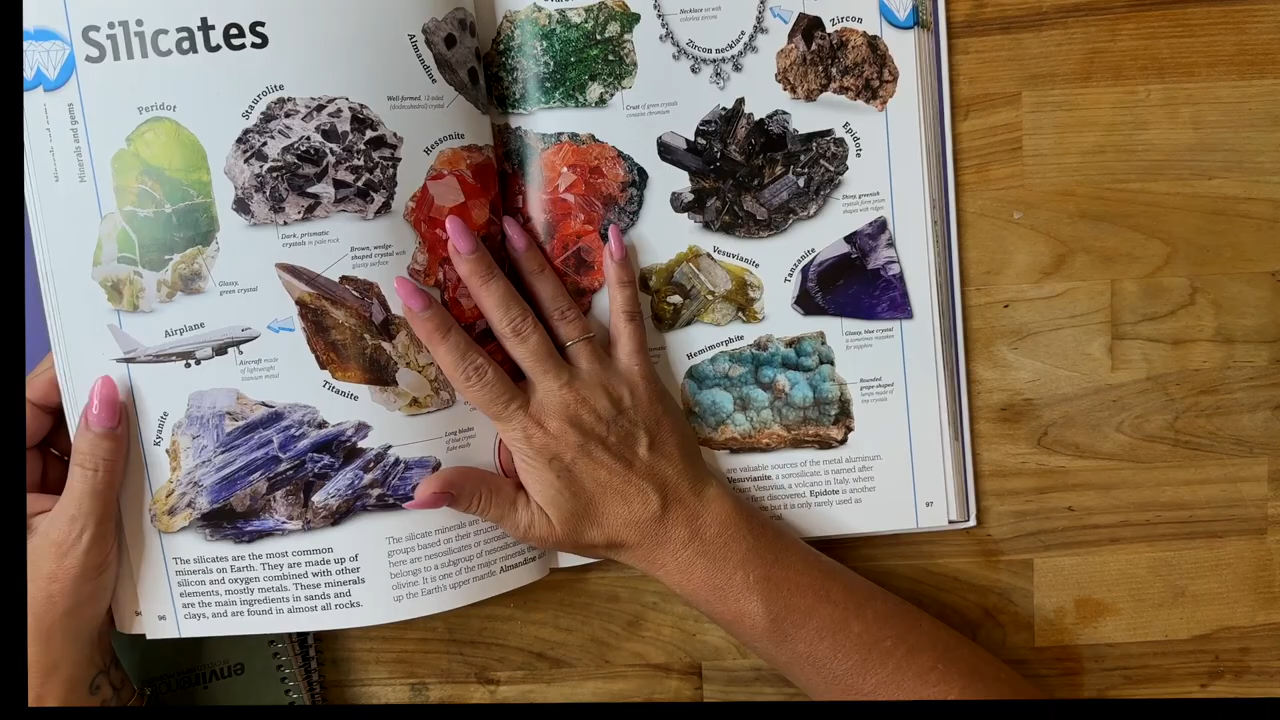 Silicates
Minerals and gems
Peridot
Glassy,
green crystal
Staurolite
Dark, prismatic
crystals in pale rock
Almandine
Well-formed, 12-sided
(dodecahedral) crystal
Hessonite
Brown, wedge-
shaped crystal with
glassy surface
Titanite
Airplane
Aircraft made
of lightweight
titanium metal
Kyanite
Long blades
of blue crystal
flake easily
The silicates are the most common
minerals on Earth. They are made up of
silicon and oxygen combined with other
elements, mostly metals. These minerals
are the main ingredients in sands and
clays, and are found in almost all rocks.
The silicate minerals are
groups based on their
here are nesosilicates or
belongs to a subgroup of
olivine. It is one of the major minerals
up the Earth's upper mantle. Almandine
96
Crust of green crystals
contains chromium
Necklace set with
colorless zircons
Zircon necklace
Zircon
Epidote
Shiny, greenish
crystals form prism
shapes with ridges
Vesuvianite
Tanzanite
Glassy, blue crystal
is sometimes mistaken
for sapphire
Hemimorphite
Rounded,
grape-shaped
lumps made of
tiny crystals
are valuable sources of the metal aluminum.
Vesuvianite, a sorosilicate, is named after
Mount Vesuvius, a volcano in Italy, where
first discovered. Epidote is another
but it is only rarely used as
97